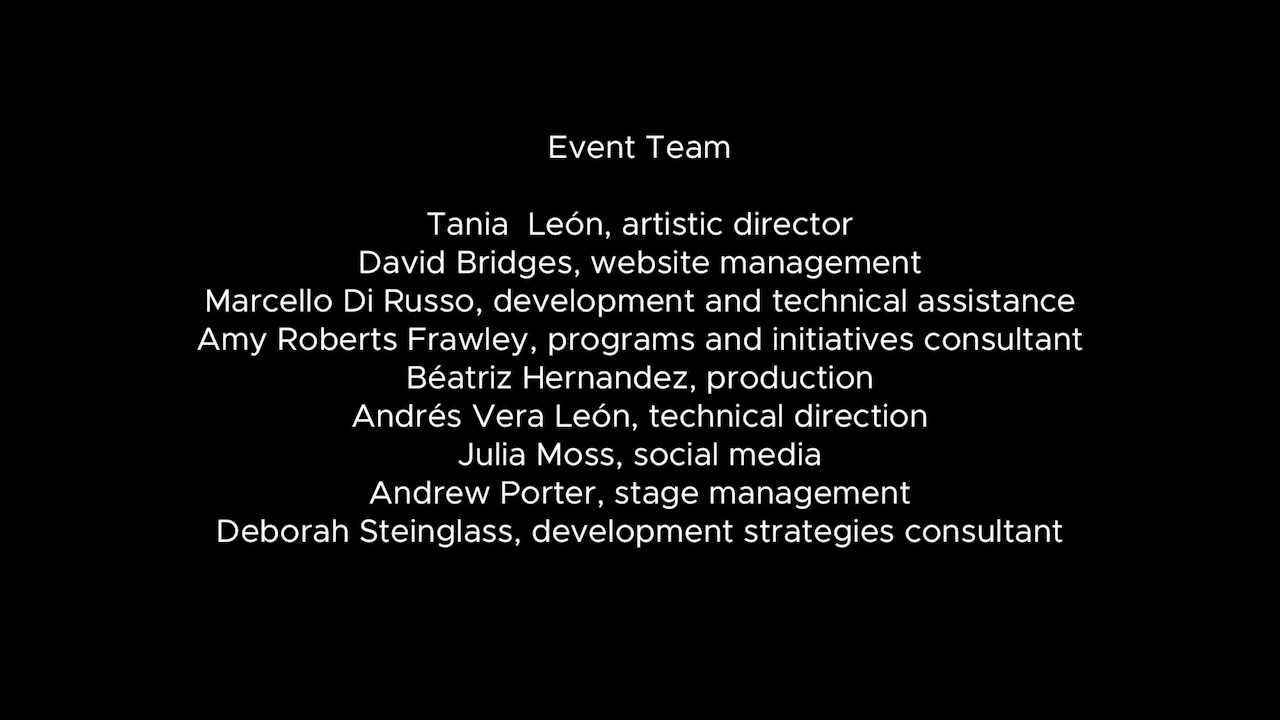 Event Team
Tania  León, artistic director
David Bridges, website management
Marcello Di Russo, development and technical assistance
Amy Roberts Frawley, programs and initiatives consultant
Béatriz Hernandez, production
Andrés Vera León, technical direction
Julia Moss, social media
Andrew Porter, stage management
Deborah Steinglass, development strategies consultant